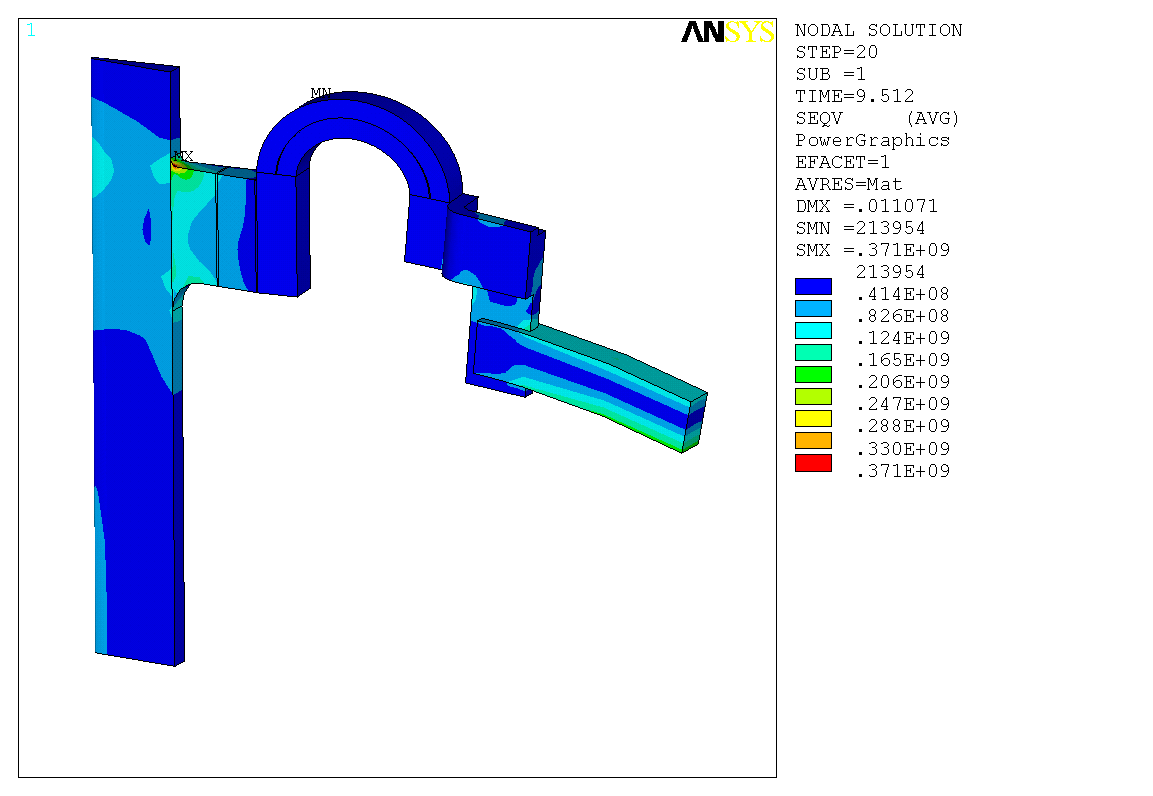 1
ANSYS
MN
MX
NODAL SOLUTION
STEP=20
SUB =1
TIME=9.512
SEQV (AVG)
PowerGraphics
EFACET=1
AVRES=Mat
DMX =.011071
SMN =213954
SMX =.371E+09
213954
.414E+08
.826E+08
.124E+09
.165E+09
.206E+09
.247E+09
.288E+09
.330E+09
.371E+09